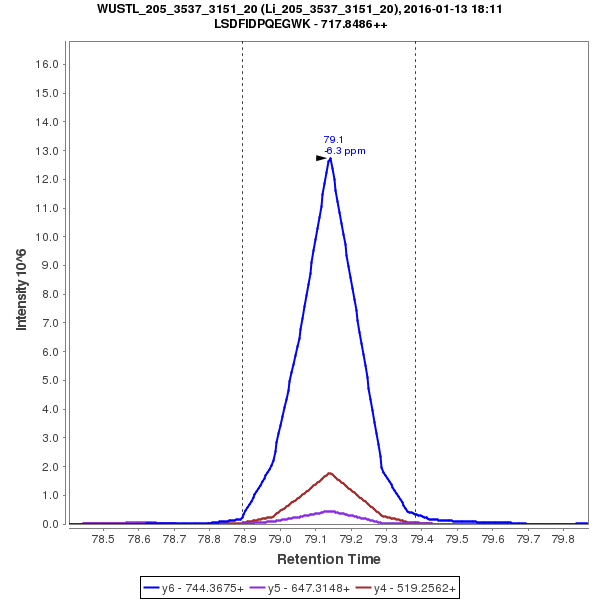 WUSTL_205_3537_3151_20 (Li_205_3537_3151_20), 2016-01-13 18:11
LSDFIDPQEGWK - 717.8486++
16.0
15.0
14.0
13.0
12.0
11.0
10.0
9.0
8.0
7.0
6.0
5.0
4.0
3.0
2.0
1.0
0.0
Intensity 10^6
79.1
-6.3 ppm
78.5 78.6 78.7 78.8 78.9 79.0 79.1 79.2 79.3 79.4 79.5 79.6 79.7 79.8
Retention Time
y6 - 744.3675+ y5 - 647.3148+ y4 - 519.2562+